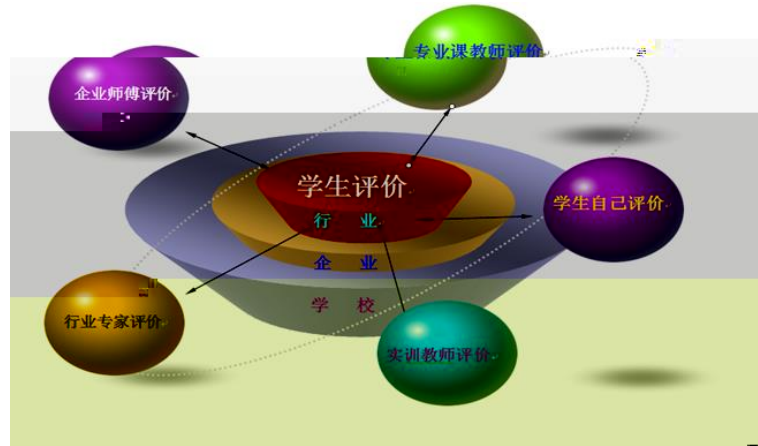 专业课教师评价
企业师傅评价
学生评价
学生自己评价
行 业
企 业
学 校
行业专家评价
实训教师评价